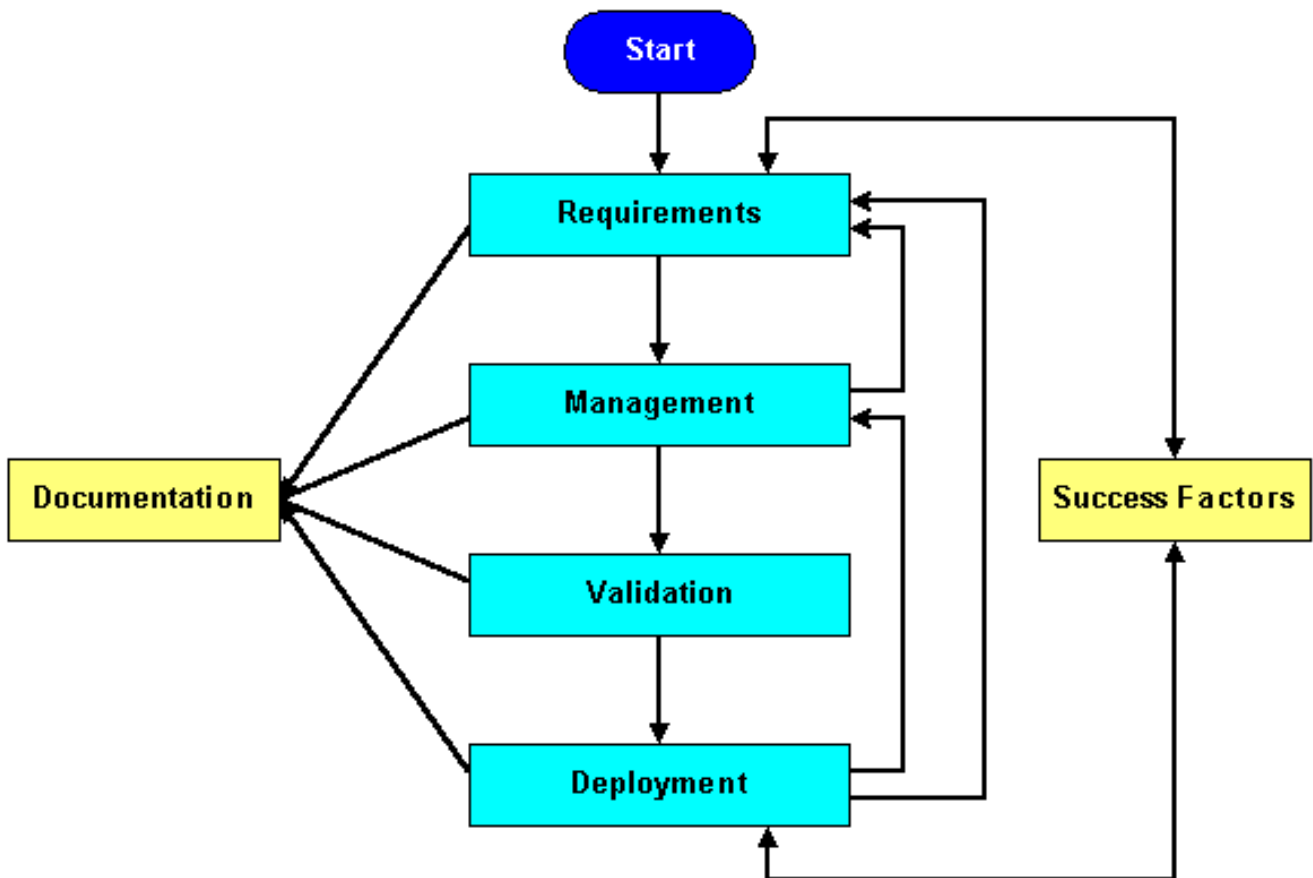 Start
Requirements
Management
Documentation
Success Factors
Validation
Deployment